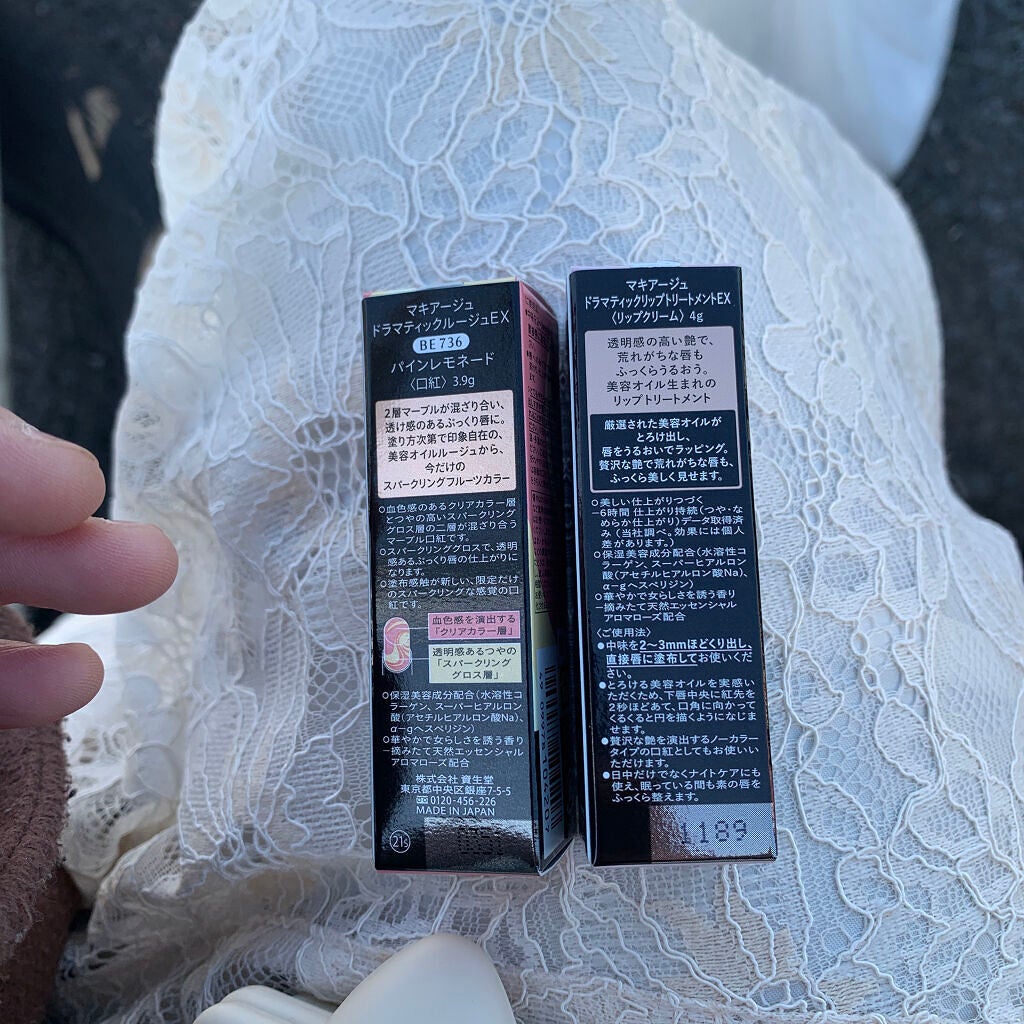 マキアージュ
ドラマティックルージュEX
BE736
パインレモネード
〈口紅〉3.9g
2層マーブルが混ざり合い、
透け感のあるぷっくり唇に。
塗り方次第で印象自在の、
美容オイルルージュから、
今だけの
スパークリングフルーツカラー
○血色感のあるクリアカラー層
とつやの高いスパークリング
グロス層の二層が混ざり合う
マーブル口紅です。
○スパークリンググロスで、透明
感あるぷっくり唇の仕上がりに
なります。
○塗布感触が新しい、限定だけ
のスパークリングな感覚の口
紅です。
血色感を演出する
「クリアカラー層」
透明感あるつやの
「スパークリング
グロス層」
○保湿美容成分配合(水溶性コ
ラーゲン、スーパーヒアルロン
酸(アセチルヒアルロン酸Na)、
α-gヘスペリジン)
○華やかで女らしさを誘う香り
−摘みたて天然エッセンシャル
アロマローズ配合
株式会社 資生堂
東京都中央区銀座7-5-5
0120-456-226
MADE IN JAPAN
21s
マキアージュ
ドラマティックリップトリートメントEX
〈リップクリーム〉4g
透明感の高い艶で、
荒れがちな唇も
ふっくらうるおう。
美容オイル生まれの
リップトリートメント
厳選された美容オイルが
とろけ出し、
唇をうるおいでラッピング。
贅沢な艶で荒れがちな唇も、
ふっくら美しく見せます。
○美しい仕上がりつづく
−6時間 仕上がり持続(つや・な
めらか仕上がり)データ取得済
み(当社調べ。効果には個人
差があります。)
○保湿美容成分配合(水溶性コ
ラーゲン、スーパーヒアルロン
酸(アセチルヒアルロン酸Na)、
α-gヘスペリジン)
○華やかで女らしさを誘う香り
−摘みたて天然エッセンシャル
アロマローズ配合
〈ご使用法〉
●中味を2〜3mmほどくり出し、
直接唇に塗布してお使いくだ
さい。
●とろける美容オイルを実感い
ただくため、下唇中央に紅先を
2秒ほどあて、口角に向かって
くるくると円を描くようになじま
せます。
●贅沢な艶を演出するノーカラー
タイプの口紅としてもお使いい
ただけます。
●日中だけでなくナイトケアにも
使え、眠っている間も素の唇を
ふっくら整えます。
1189